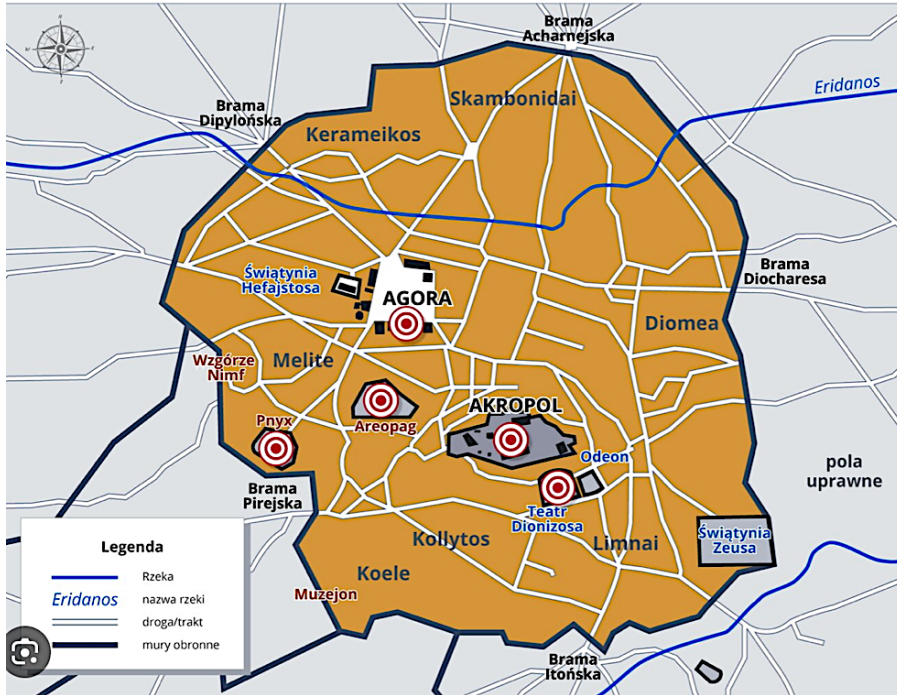 Brama
Acharnejska
Eridanos
Skambonidai
Brama
Dipylońska
Kerameikos
Świątynia
Hefajstosa
AGORA
Brama
Diocharesa
Diomea
Wzgórze
Nimf
Melite
Pnyx
Areopag
AKROPOL
Odeon
pola
uprawne
Brama
Pirejska
Teatr
Dionizosa
Kollytos
Limnai
Świątynia
Zeusa
Koele
Muzejon
Brama
Itońska
Legenda
Rzeka
Eridanos nazwa rzeki
droga/trakt
mury obronne